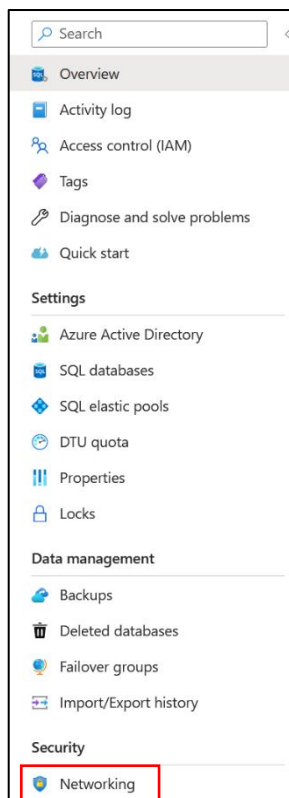 Search
Overview
Activity log
Access control (IAM)
Tags
Diagnose and solve problems
Quick start
Settings
Azure Active Directory
SQL databases
SQL elastic pools
DTU quota
Properties
Locks
Data management
Backups
Deleted databases
Failover groups
Import/Export history
Security
Networking